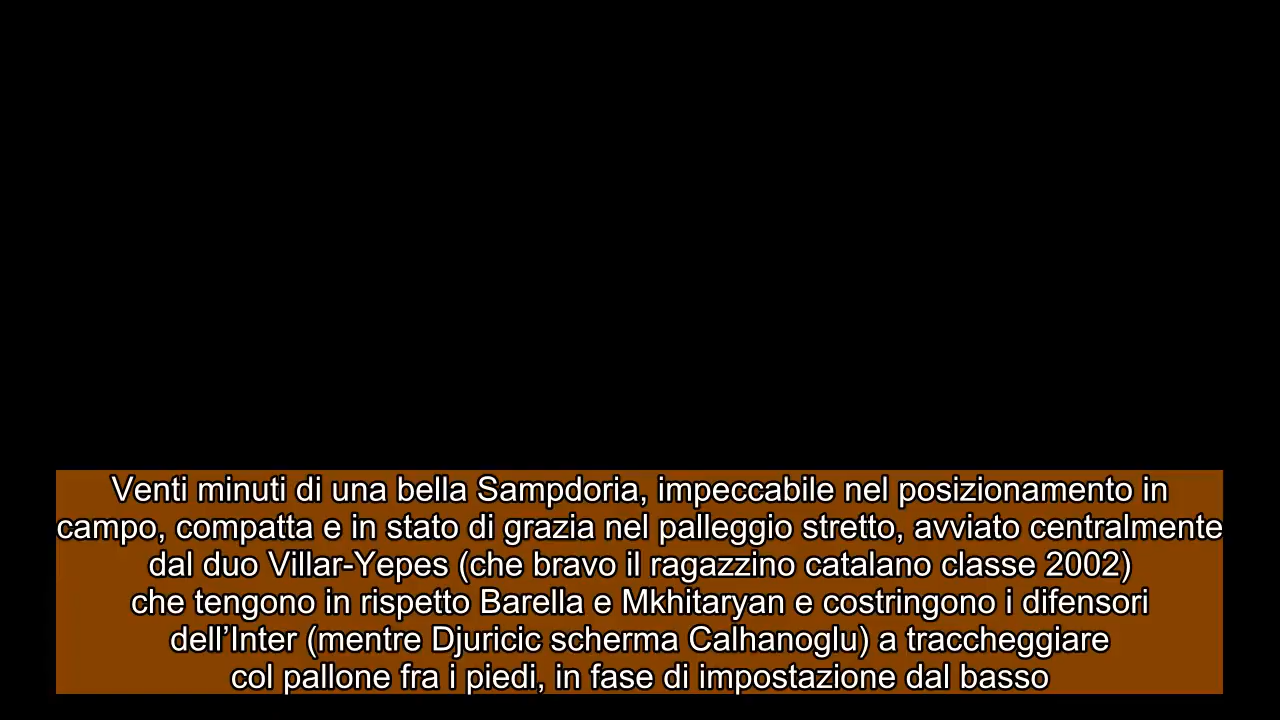 Venti minuti di una bella Sampdoria, impeccabile nel posizionamento in
campo, compatta e in stato di grazia nel palleggio stretto, avviato centralmente
dal duo Villar-Yepes (che bravo il ragazzino catalano classe 2002)
che tengono in rispetto Barella e Mkhitaryan e costringono i difensori
dell’Inter (mentre Djuricic scherma Calhanoglu) a traccheggiare
col pallone fra i piedi, in fase di impostazione dal basso